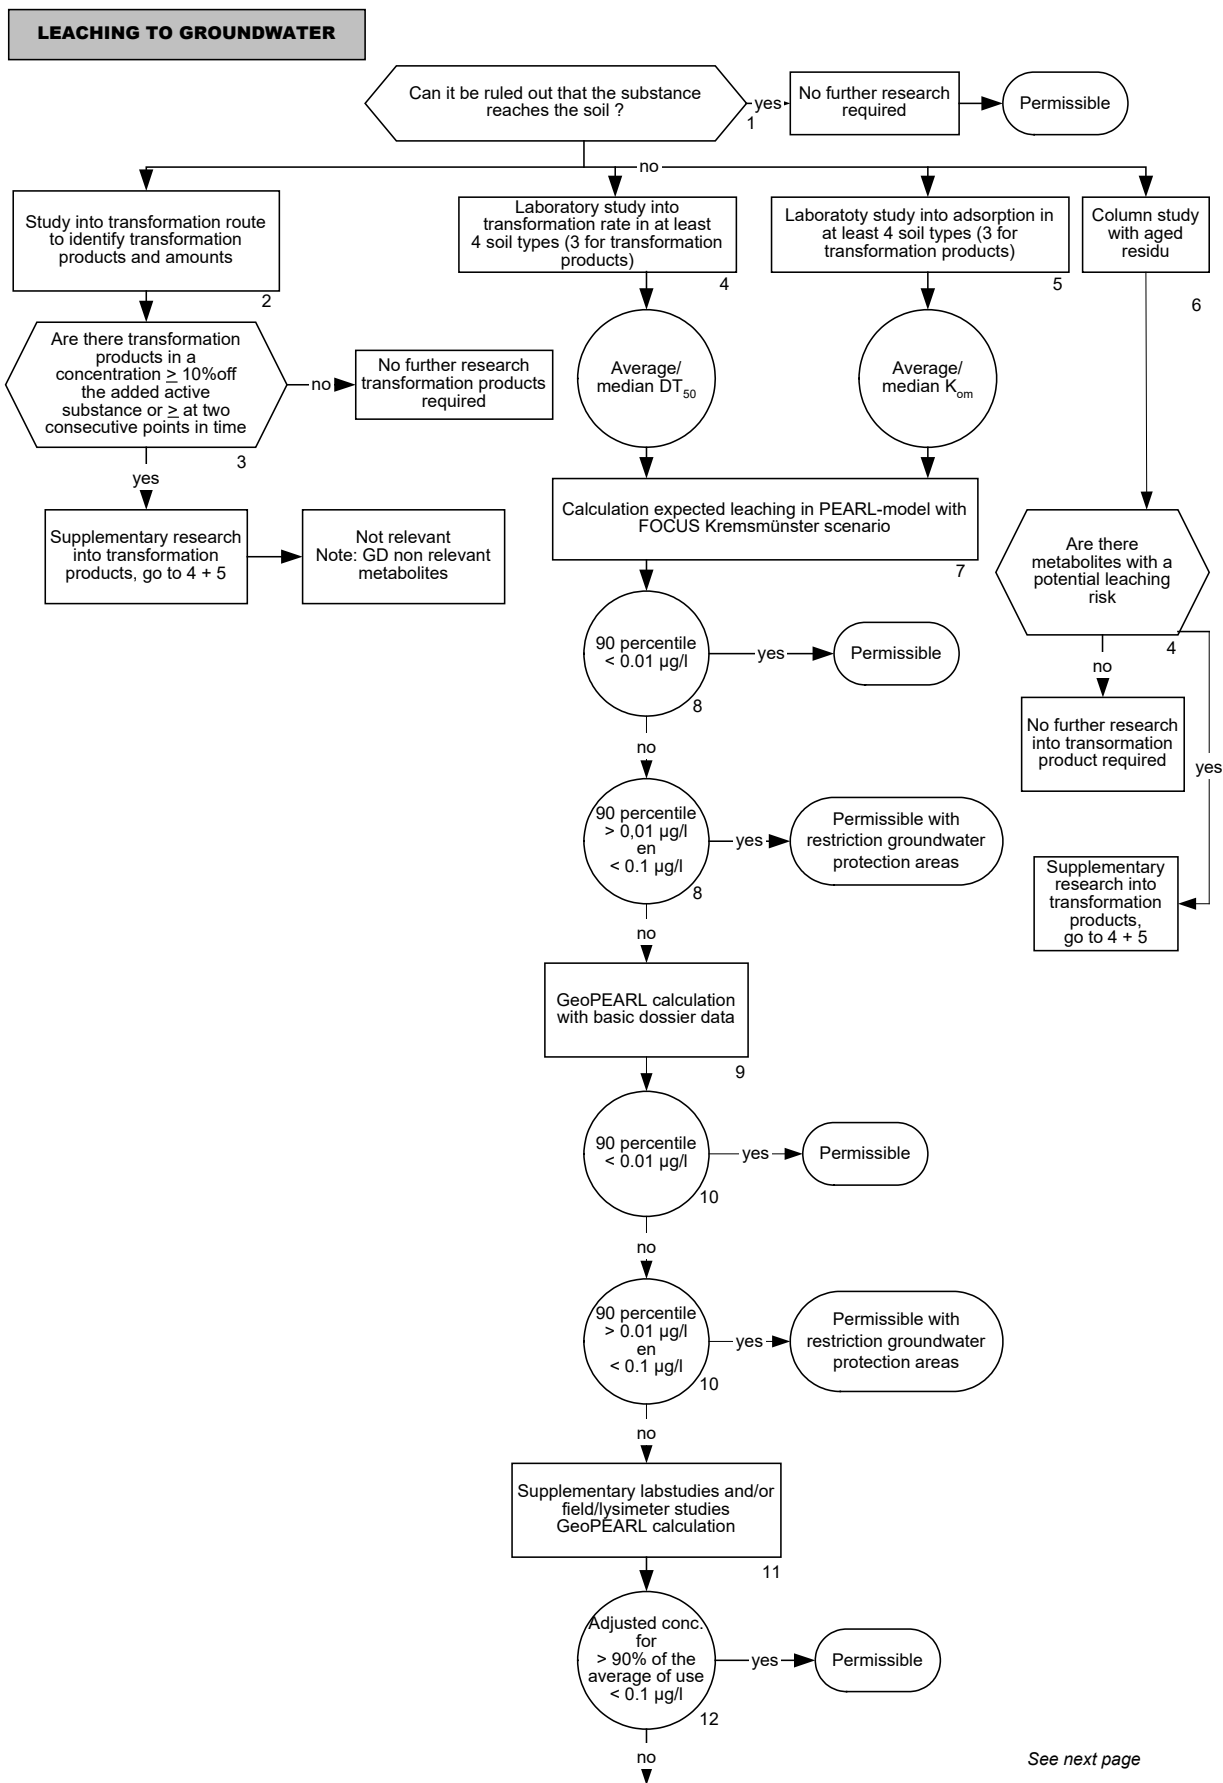 LEACHING TO GROUNDWATER
Can it be ruled out that the substance
reaches the soil ?
yes
1
No further research
required
Permissible
no
Study into transformation route
to identify transformation
products and amounts
2
Laboratory study into
transformation rate in at least
4 soil types (3 for transformation
products)
4
Laboratoty study into adsorption in
at least 4 soil types (3 for
transformation products)
5
Column study
with aged
residu
6
Are there transformation
products in a
concentration ≥ 10%off
the added active
substance or ≥ at two
consecutive points in time
3
no
No further research
transformation products
required
Average/
median DT50
Average/
median Kom
yes
Supplementary research
into transformation
products, go to 4 + 5
Not relevant
Note: GD non relevant
metabolites
Calculation expected leaching in PEARL-model with
FOCUS Kremsmünster scenario
7
Are there
metabolites with a
potential leaching
risk
4
90 percentile
< 0.01 µg/l
8
yes
Permissible
no
No further research
into transormation
product required
yes
no
90 percentile
> 0,01 µg/l
en
< 0.1 µg/l
8
yes
Permissible with
restriction groundwater
protection areas
Supplementary
research into
transformation
products,
go to 4 + 5
no
GeoPEARL calculation
with basic dossier data
9
90 percentile
< 0.01 µg/l
10
yes
Permissible
no
90 percentile
> 0.01 µg/l
en
< 0.1 µg/l
10
yes
Permissible with
restriction groundwater
protection areas
no
Supplementary labstudies and/or
field/lysimeter studies
GeoPEARL calculation
11
Adjusted conc.
for
> 90% of the
average of use
< 0.1 µg/l
12
yes
Permissible
no
See next page